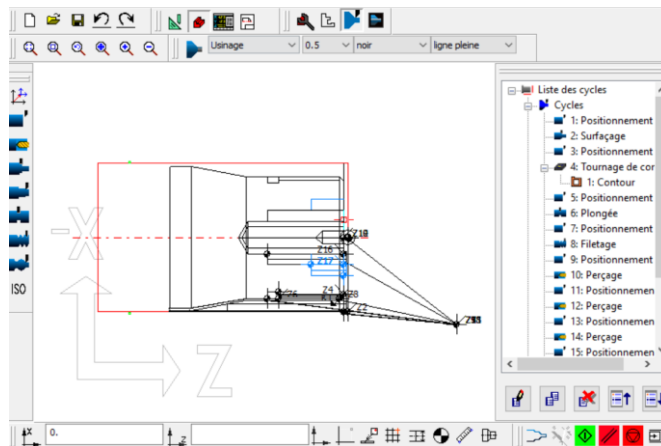 Usinage 0.5 noir ligne pleine
Liste des cycles
Cycles
1: Positionnement
2: Surfaçage
3: Positionnement
4: Tournage de cor
1: Contour
5: Positionnement
6: Plongée
7: Positionnement
8: Filetage
9: Positionnement
10: Perçage
11: Positionnemen
12: Perçage
13: Positionnemen
14: Perçage
15: Positionnemen
ISO
-X
Z
Z16
Z17
Z4
Z8
X
0.
Z